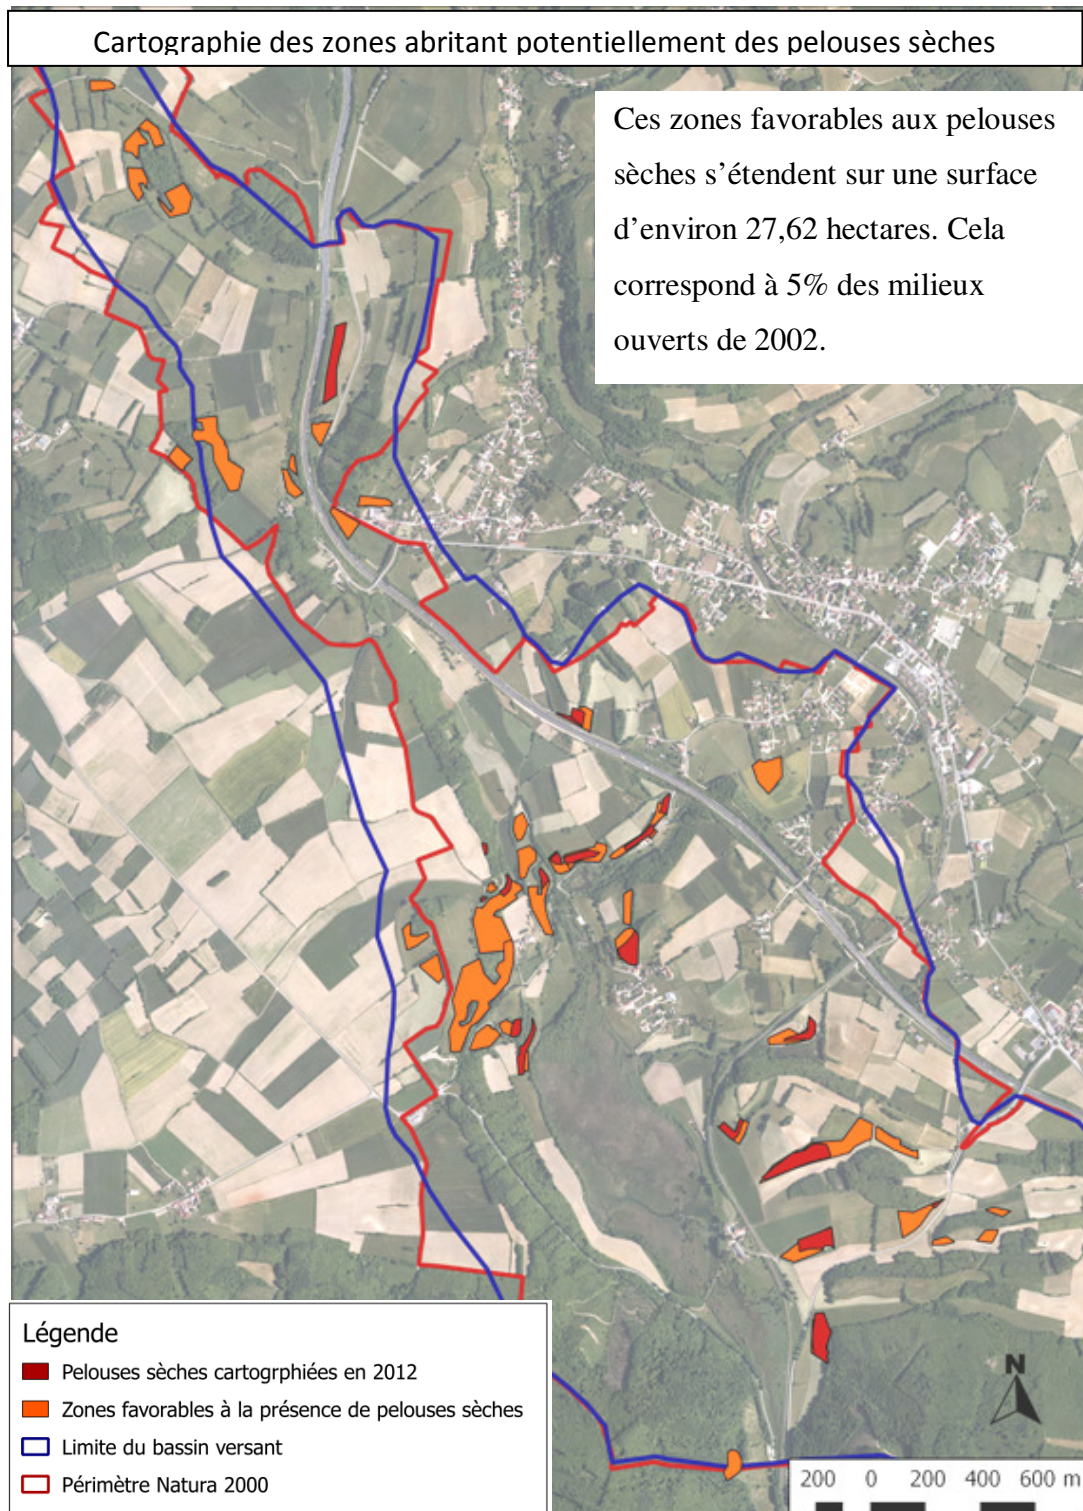 Cartographie des zones abritant potentiellement des pelouses sèches
Ces zones favorables aux pelouses
sèches s’étendent sur une surface
d’environ 27,62 hectares. Cela
correspond à 5% des milieux
ouverts de 2002.
Légende
Pelouses sèches cartogrphiées en 2012
Zones favorables à la présence de pelouses sèches
Limite du bassin versant
Périmètre Natura 2000
N
200 0 200 400 600 m